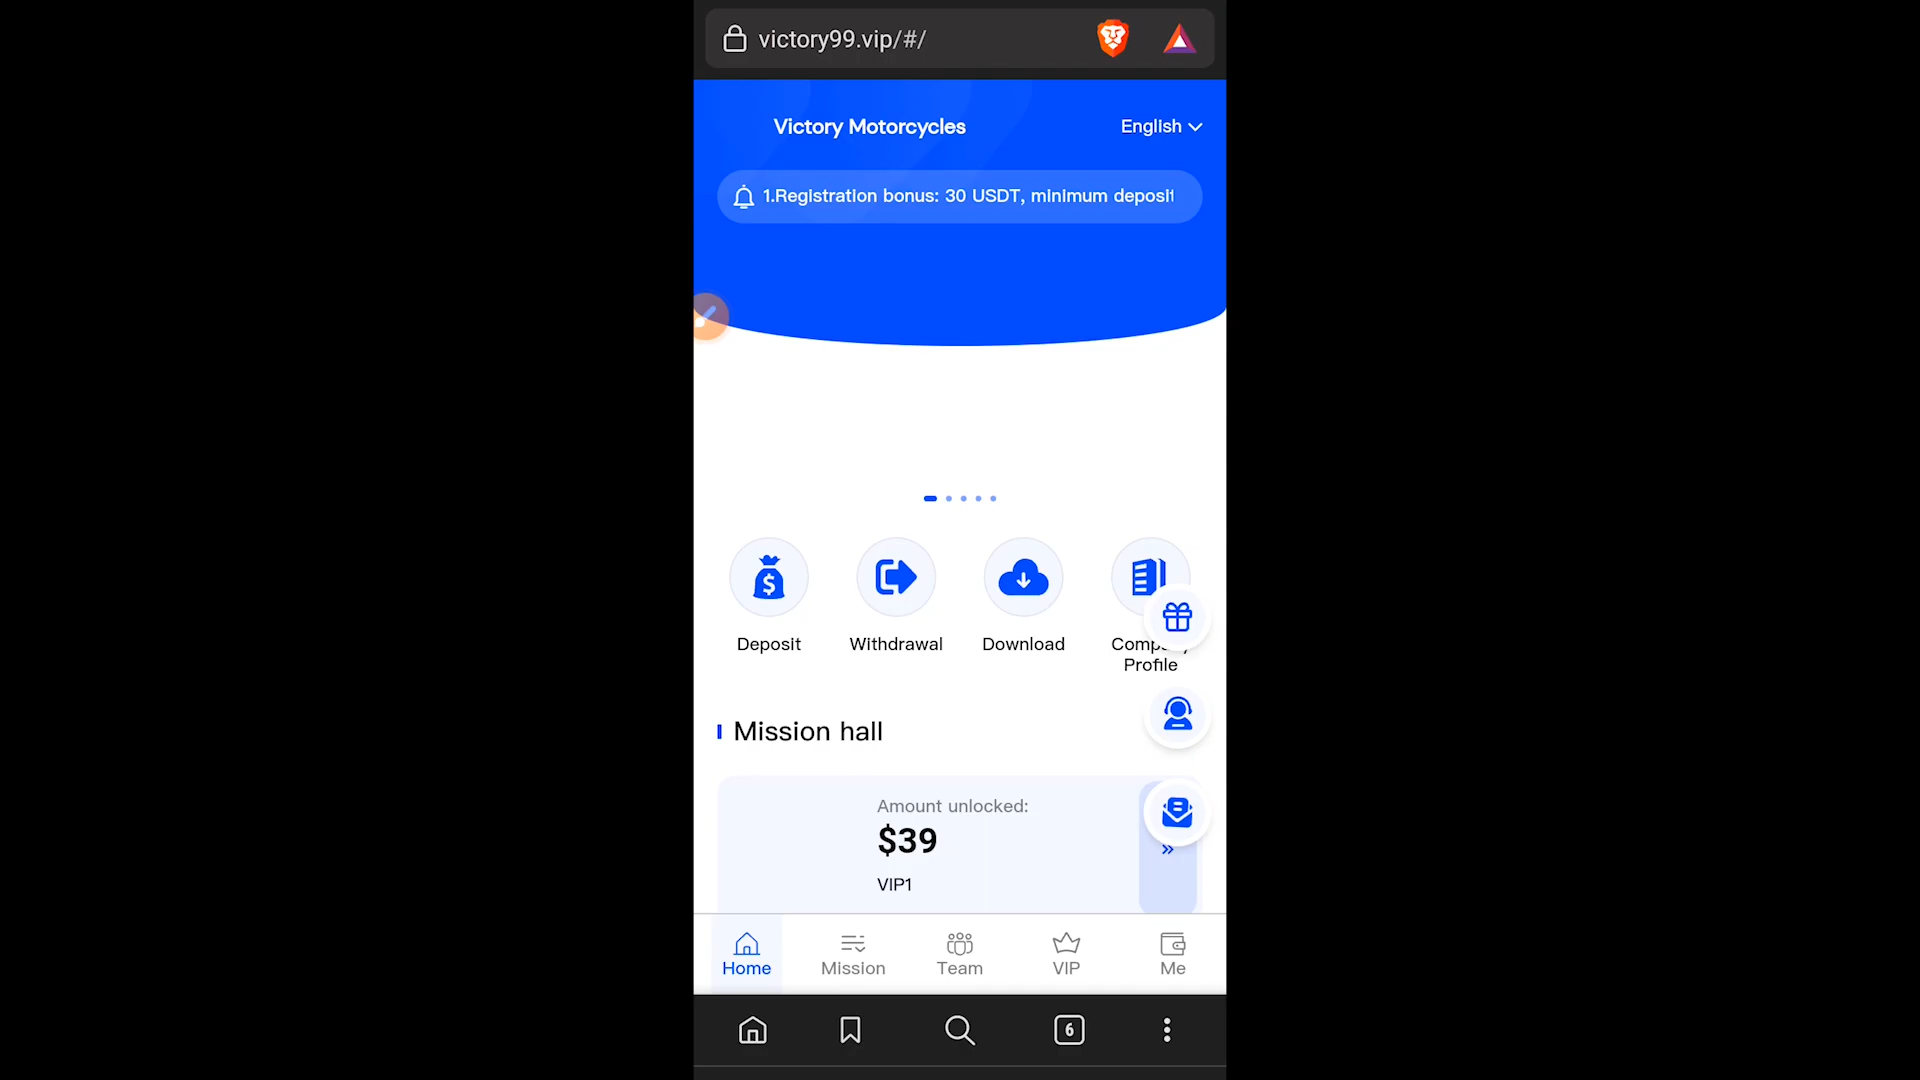 victory99.vip/#/
Victory Motorcycles
English
1.Registration bonus: 30 USDT, minimum deposit
Deposit
Withdrawal
Download
Company
Profile
Mission hall
Amount unlocked:
$39
VIP1
Home
Mission
Team
VIP
Me
6